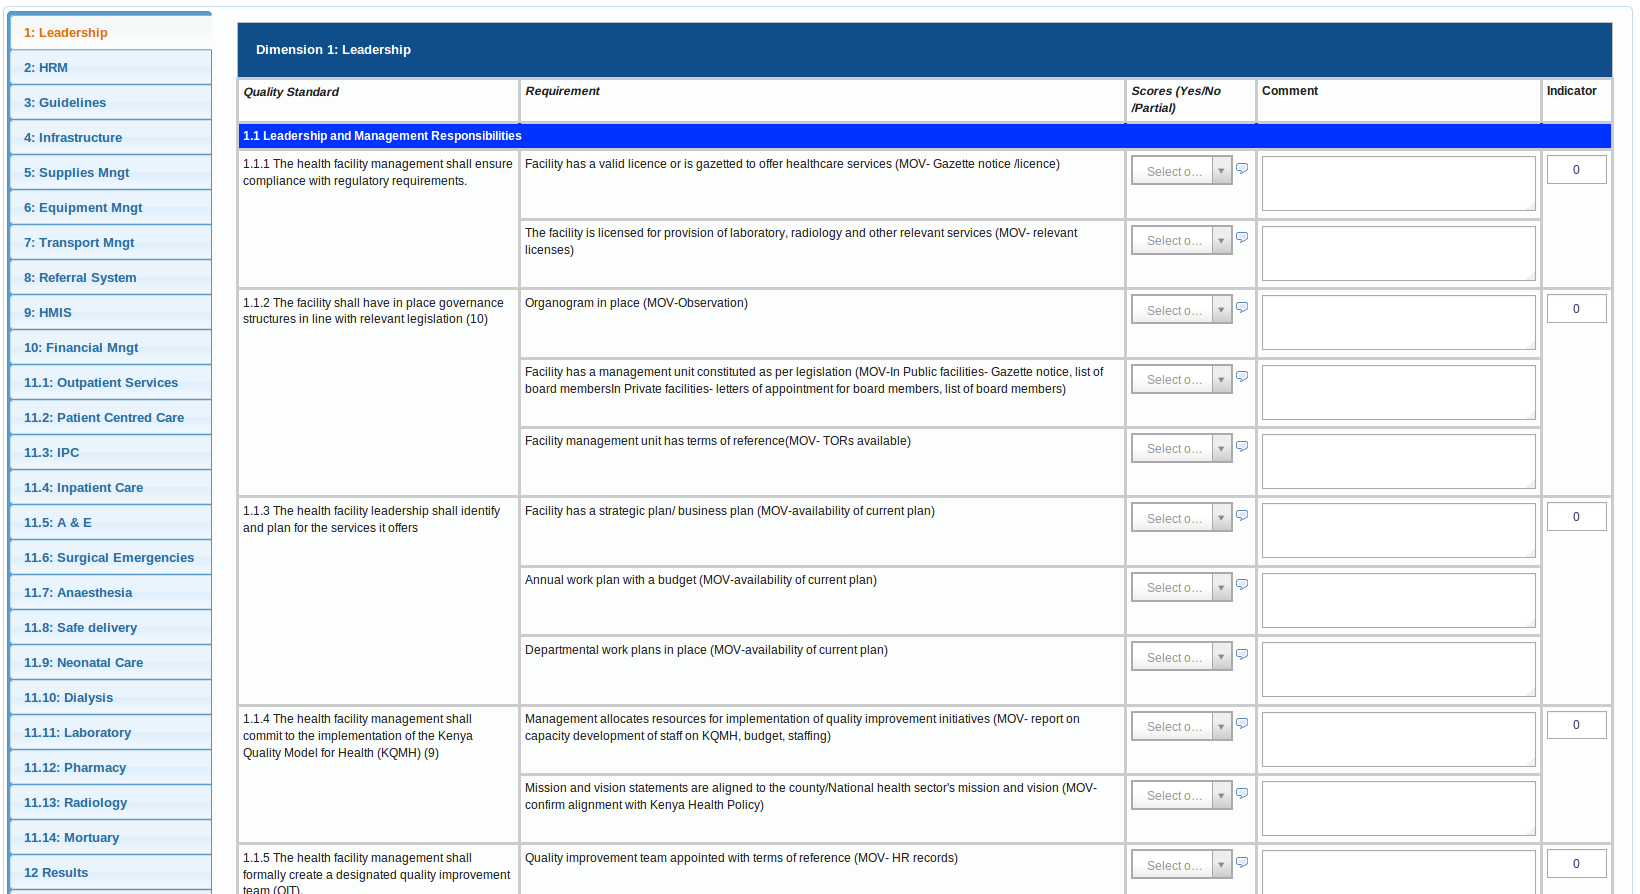 1: Leadership
2: HRM
3: Guidelines
4: Infrastructure
5: Supplies Mngt
6: Equipment Mngt
7: Transport Mngt
8: Referral System
9: HMIS
10: Financial Mngt
11.1: Outpatient Services
11.2: Patient Centred Care
11.3: IPC
11.4: Inpatient Care
11.5: A & E
11.6: Surgical Emergencies
11.7: Anaesthesia
11.8: Safe delivery
11.9: Neonatal Care
11.10: Dialysis
11.11: Laboratory
11.12: Pharmacy
11.13: Radiology
11.14: Mortuary
12 Results
Dimension 1: Leadership
Quality Standard
Requirement
Scores (Yes/No
/Partial)
Comment
Indicator
1.1 Leadership and Management Responsibilities
1.1.1 The health facility management shall ensure
compliance with regulatory requirements.
Facility has a valid licence or is gazetted to offer healthcare services (MOV- Gazette notice /licence)
Select o...
0
The facility is licensed for provision of laboratory, radiology and other relevant services (MOV- relevant
licenses)
Select o...
1.1.2 The facility shall have in place governance
structures in line with relevant legislation (10)
Organogram in place (MOV-Observation)
Select o...
0
Facility has a management unit constituted as per legislation (MOV-In Public facilities- Gazette notice, list of
board membersIn Private facilities- letters of appointment for board members, list of board members)
Select o...
Facility management unit has terms of reference(MOV- TORs available)
Select o...
1.1.3 The health facility leadership shall identify
and plan for the services it offers
Facility has a strategic plan/ business plan (MOV-availability of current plan)
Select o...
0
Annual work plan with a budget (MOV-availability of current plan)
Select o...
Departmental work plans in place (MOV-availability of current plan)
Select o...
1.1.4 The health facility management shall
commit to the implementation of the Kenya
Quality Model for Health (KQMH) (9)
Management allocates resources for implementation of quality improvement initiatives (MOV- report on
capacity development of staff on KQMH, budget, staffing)
Select o...
0
Mission and vision statements are aligned to the county/National health sector's mission and vision (MOV-
confirm alignment with Kenya Health Policy)
Select o...
1.1.5 The health facility management shall
formally create a designated quality improvement
team (QIT).
Quality improvement team appointed with terms of reference (MOV- HR records)
Select o...
0